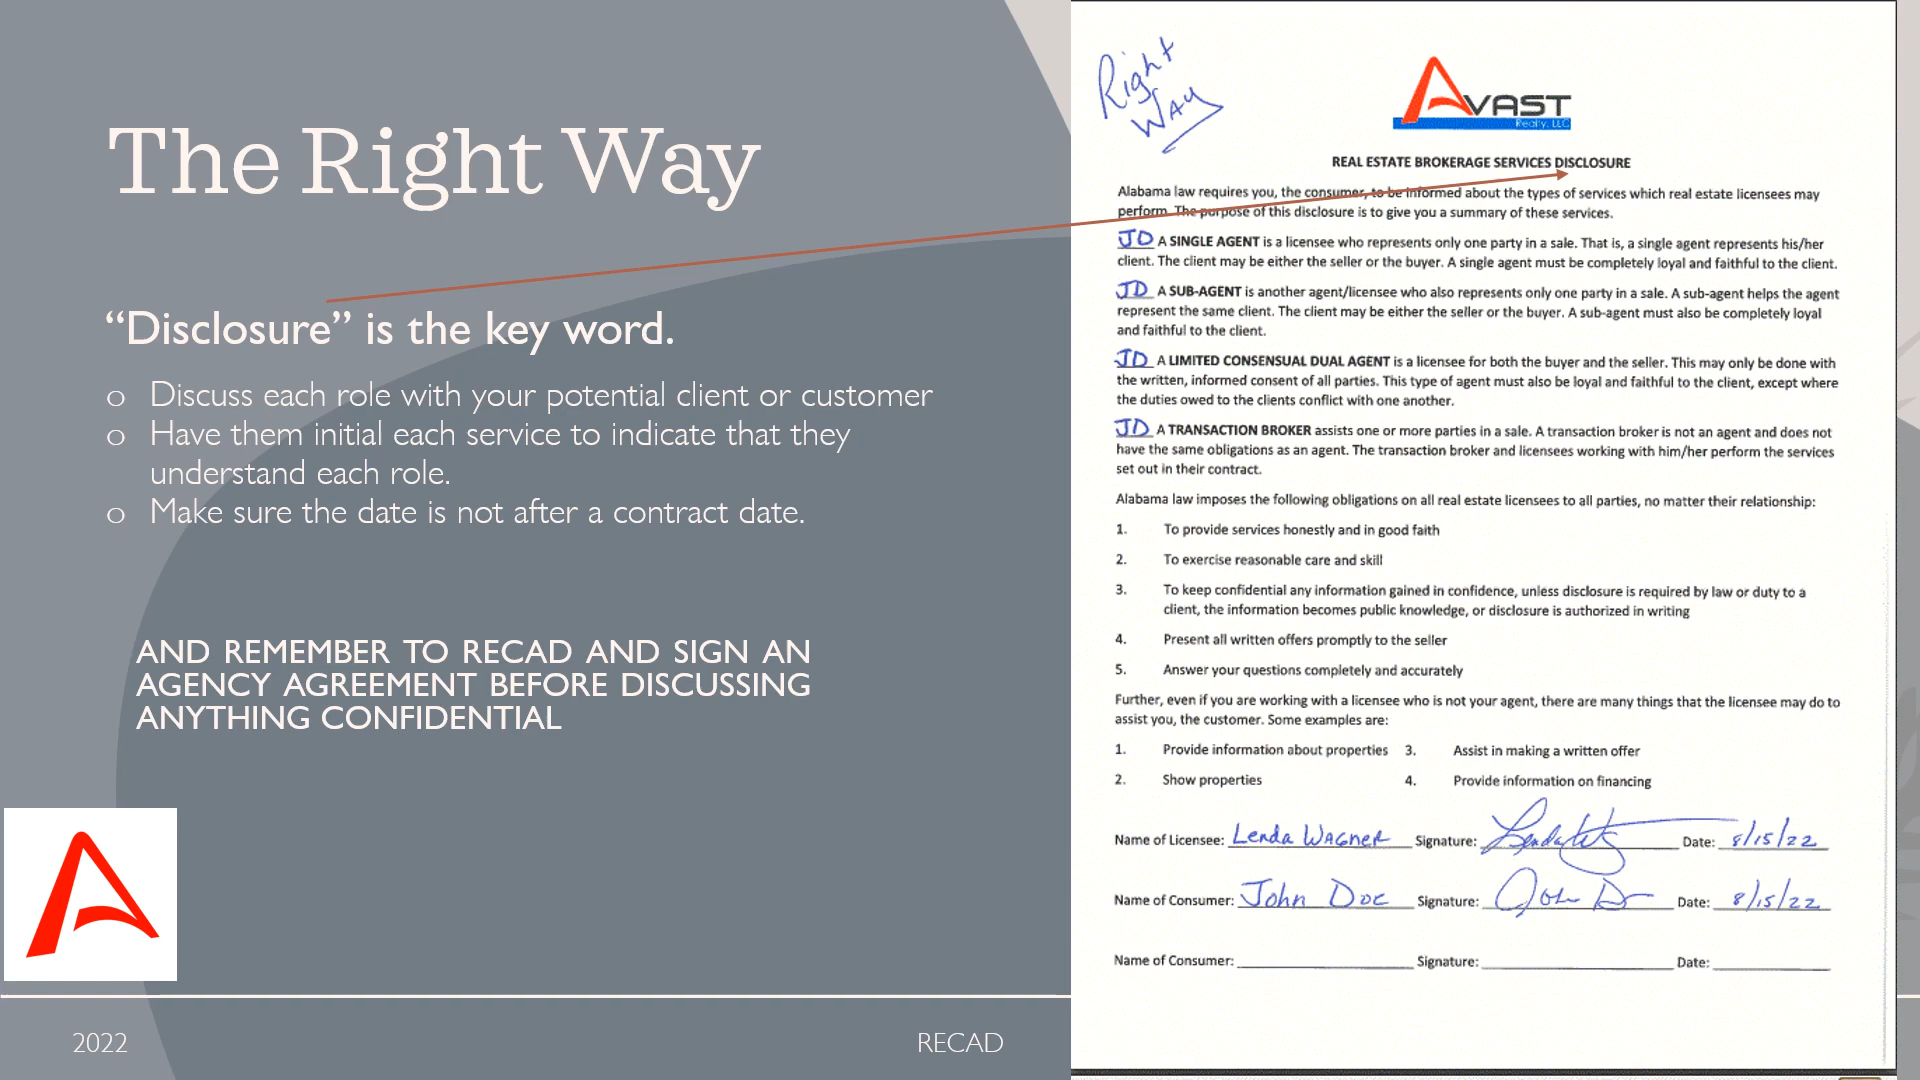 The Right Way
“Disclosure” is the key word.
o Discuss each role with your potential client or customer
o Have them initial each service to indicate that they
understand each role.
o Make sure the date is not after a contract date.
AND REMEMBER TO RECAD AND SIGN AN
AGENCY AGREEMENT BEFORE DISCUSSING
ANYTHING CONFIDENTIAL
2022
RECAD
Right
Way
AVAST
Realty, LLC
REAL ESTATE BROKERAGE SERVICES DISCLOSURE
Alabama law requires you, the consumer, to be informed about the types of services which real estate licensees may
perform. The purpose of this disclosure is to give you a summary of these services.
JD A SINGLE AGENT is a licensee who represents only one party in a sale. That is, a single agent represents his/her
client. The client may be either the seller or the buyer. A single agent must be completely loyal and faithful to the client.
JD A SUB-AGENT is another agent/licensee who also represents only one party in a sale. A sub-agent helps the agent
represent the same client. The client may be either the seller or the buyer. A sub-agent must also be completely loyal
and faithful to the client.
JD A LIMITED CONSENSUAL DUAL AGENT is a licensee for both the buyer and the seller. This may only be done with
the written, informed consent of all parties. This type of agent must also be loyal and faithful to the client, except where
the duties owed to the clients conflict with one another.
JD A TRANSACTION BROKER assists one or more parties in a sale. A transaction broker is not an agent and does not
have the same obligations as an agent. The transaction broker and licensees working with him/her perform the services
set out in their contract.
Alabama law imposes the following obligations on all real estate licensees to all parties, no matter their relationship:
1. To provide services honestly and in good faith
2. To exercise reasonable care and skill
3. To keep confidential any information gained in confidence, unless disclosure is required by law or duty to a
client, the information becomes public knowledge, or disclosure is authorized in writing
4. Present all written offers promptly to the seller
5. Answer your questions completely and accurately
Further, even if you are working with a licensee who is not your agent, there are many things that the licensee may do to
assist you, the customer. Some examples are:
1. Provide information about properties 3. Assist in making a written offer
2. Show properties 4. Provide information on financing
Name of Licensee: Lenda Wagner Signature: Date: 8/15/22
Name of Consumer: John Doe Signature: John D Date: 8/15/22
Name of Consumer: Signature: Date: